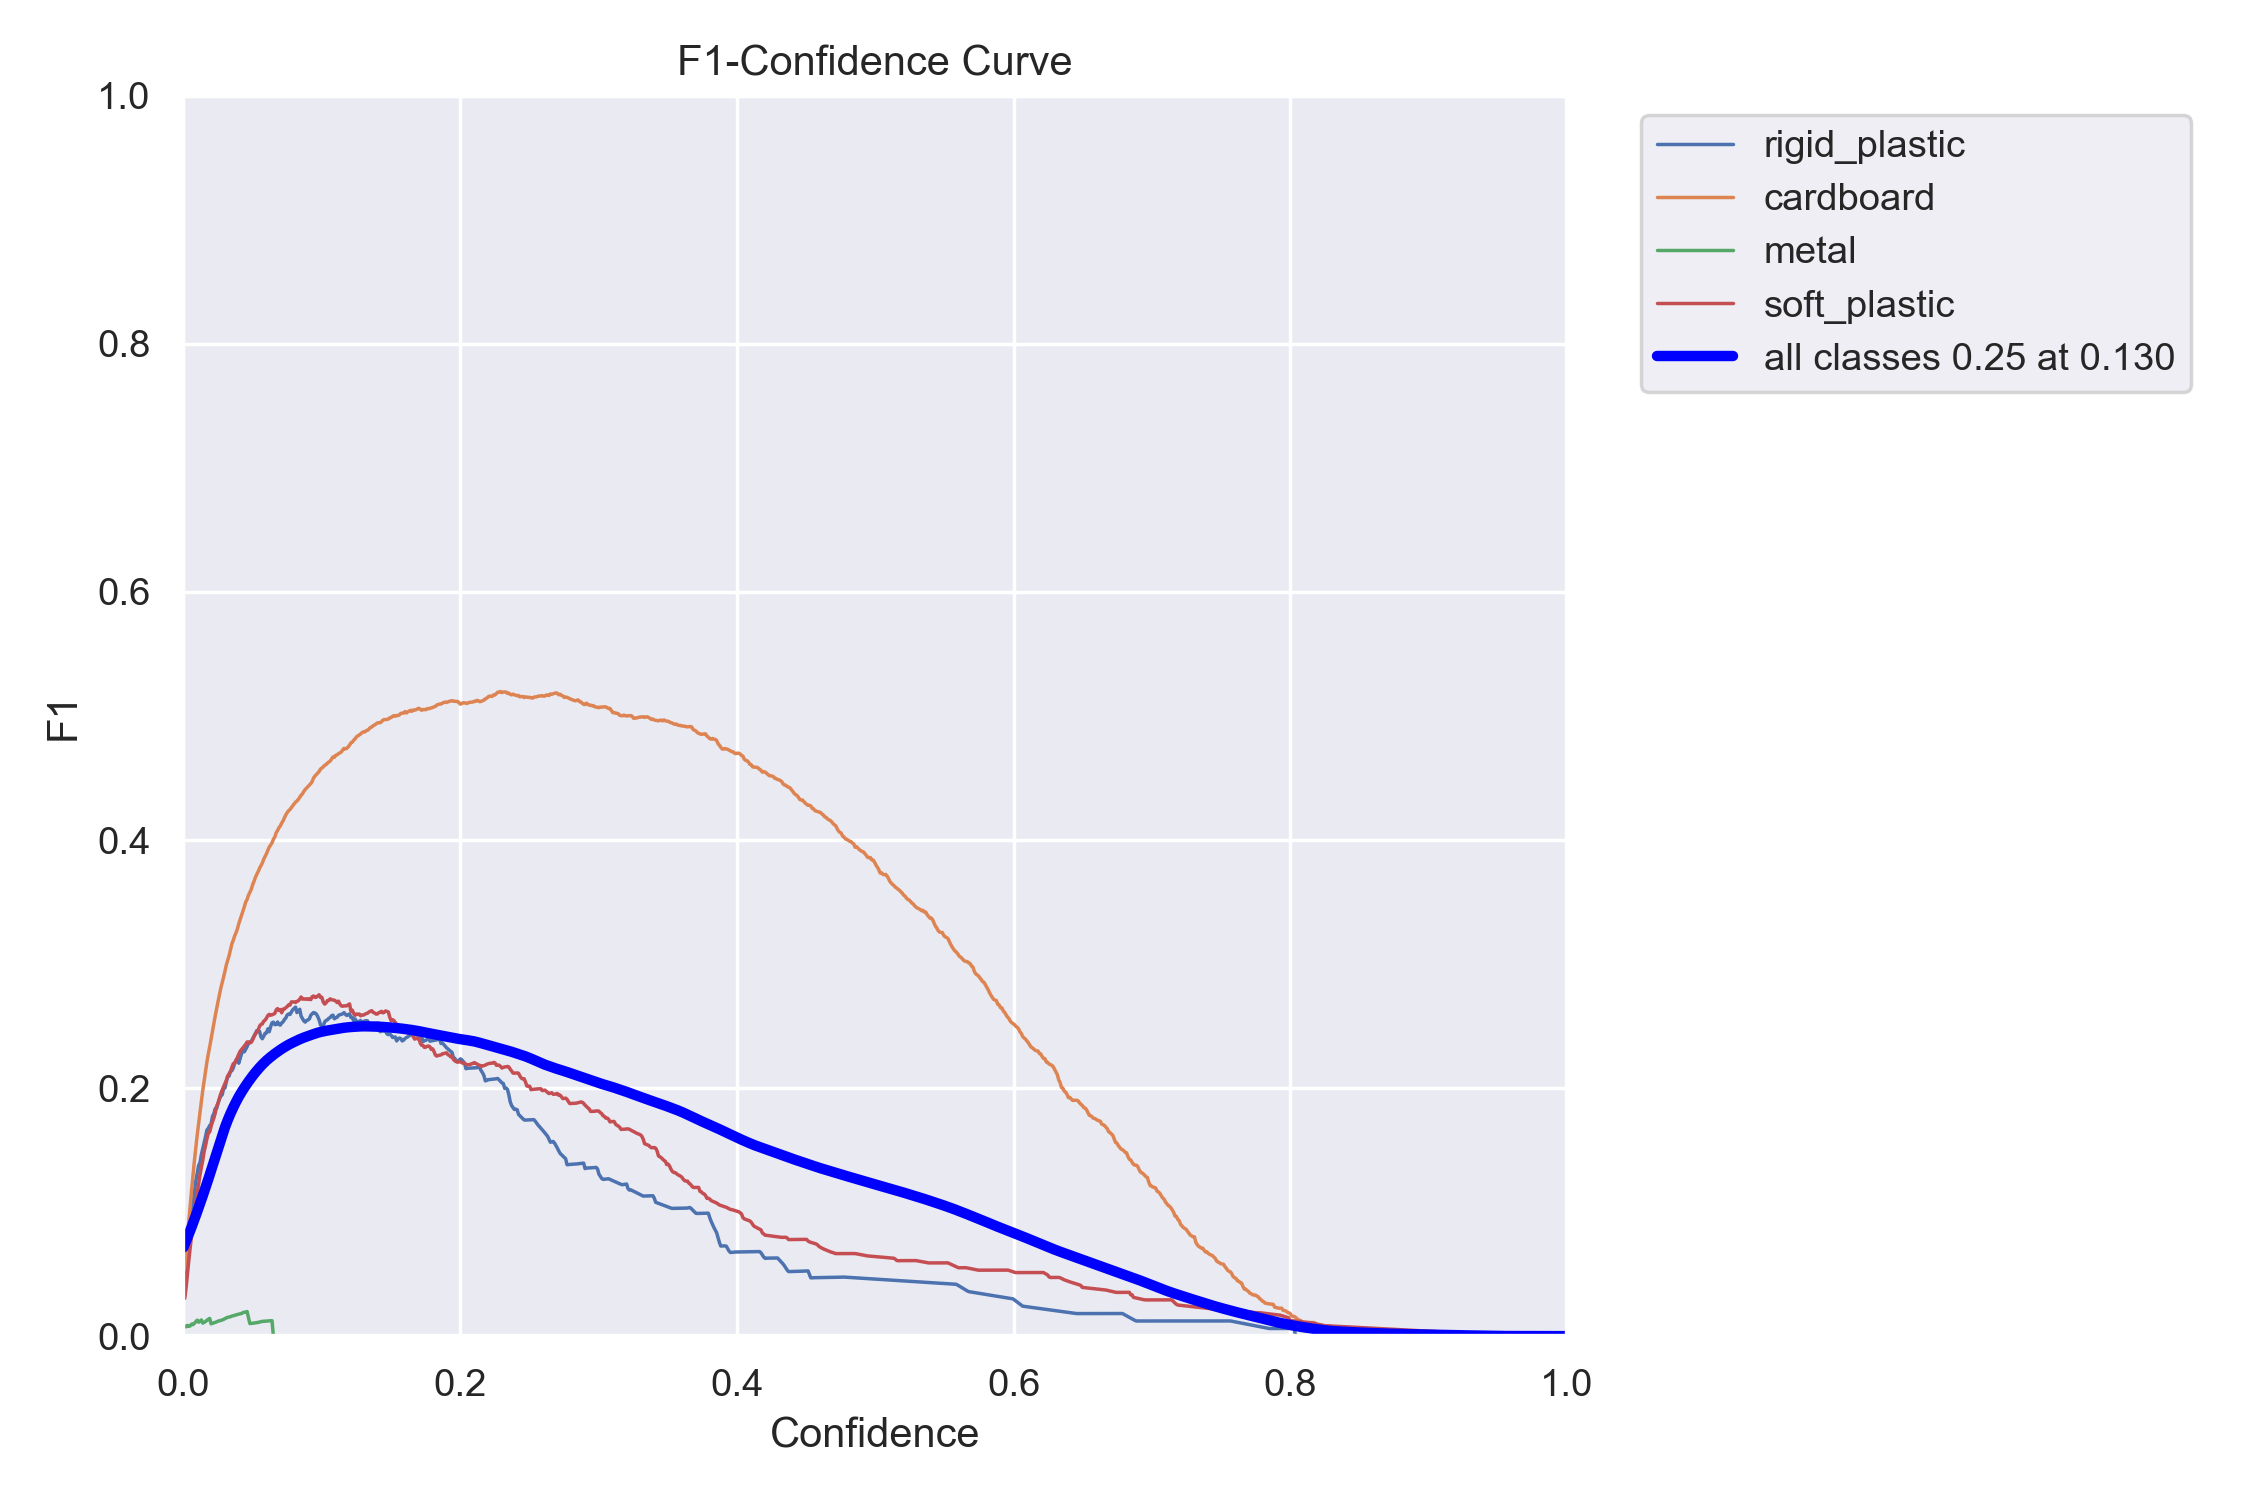 F1-Confidence Curve
1.0
0.8
0.6
0.4
0.2
0.0
F1
0.0 0.2 0.4 0.6 0.8 1.0
Confidence
rigid_plastic
cardboard
metal
soft_plastic
all classes 0.25 at 0.130